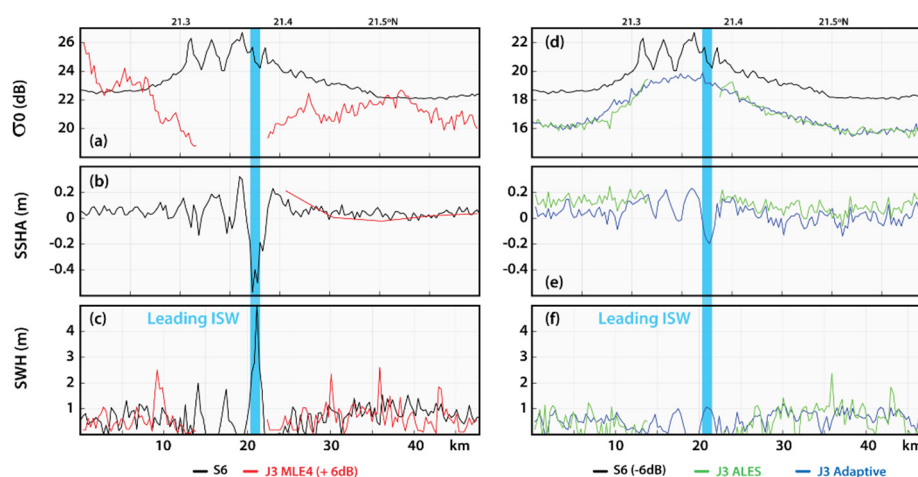 21.3 21.4 21.5ºN 21.3 21.4 21.5ºN
26
24
22
20
σ0 (dB)
(a)
22
20
18
16
(d)
0.2
0
-0.2
-0.4
SSHA (m)
(b)
0.2
0
-0.2
-0.4
(e)
4
3
2
1
SWH (m)
(c)
Leading ISW
4
3
2
1
(f)
Leading ISW
10 20 30 40 km
10 20 30 40
S6 J3 MLE4 (+ 6dB)
S6 (-6dB) J3 ALES J3 Adaptive